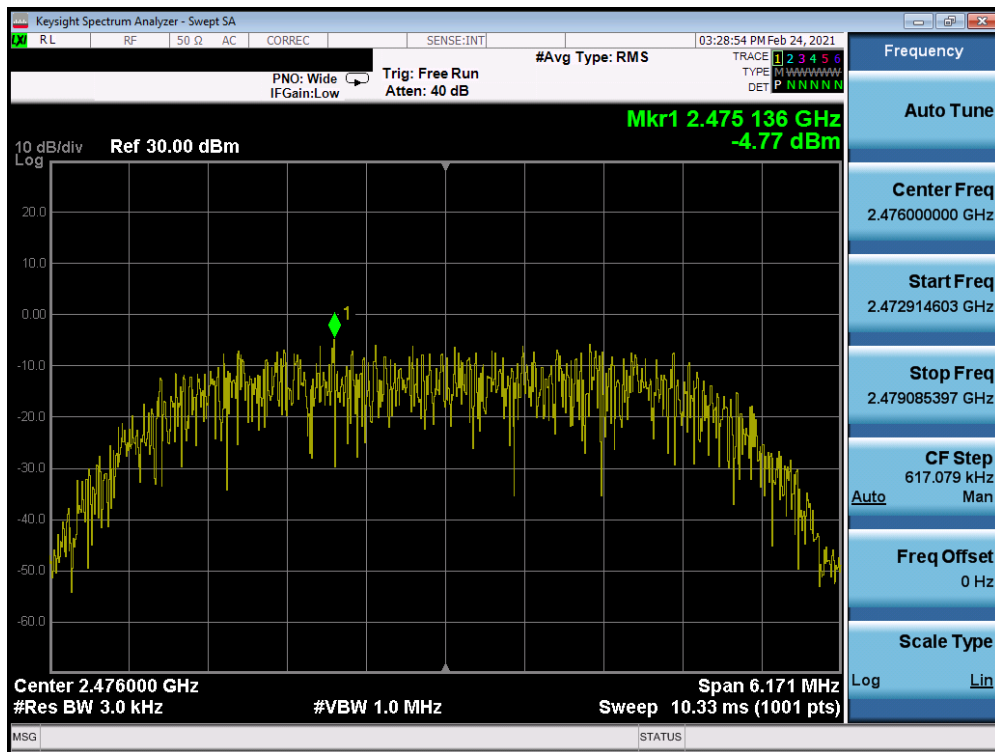 Keysight Spectrum Analyzer - Swept SA
LXI RL RF 50 Ω AC CORREC SENSE:INT 03:28:54 PM Feb 24, 2021
Frequency
#Avg Type: RMS
TRACE 1 2 3 4 5 6
TYPE M W W W W W
DET P N N N N N
PNO: Wide
IFGain:Low
Trig: Free Run
Atten: 40 dB
Mkr1 2.475 136 GHz
-4.77 dBm
10 dB/div Ref 30.00 dBm
Log
20.0
10.0
0.00
1
-10.0
-20.0
-30.0
-40.0
-50.0
-60.0
Center 2.476000 GHz Span 6.171 MHz
#Res BW 3.0 kHz #VBW 1.0 MHz Sweep 10.33 ms (1001 pts)
MSG STATUS
Auto Tune
Center Freq
2.476000000 GHz
Start Freq
2.472914603 GHz
Stop Freq
2.479085397 GHz
CF Step
617.079 kHz
Auto Man
Freq Offset
0 Hz
Scale Type
Log Lin